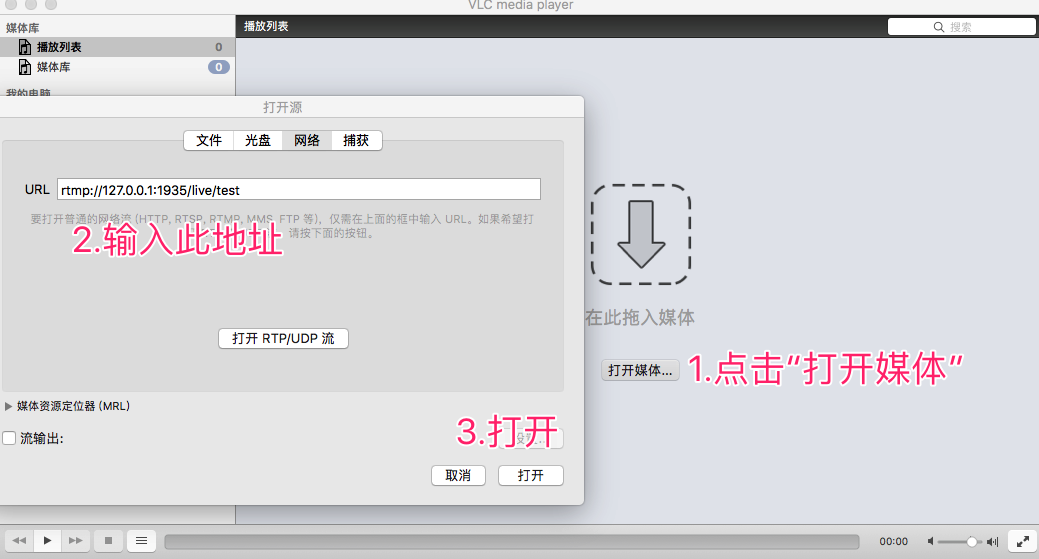 VLC media player
媒体库
播放列表 0
媒体库 0
我的电脑
播放列表
搜索
打开源
文件 光盘 网络 捕获
URL rtmp://127.0.0.1:1935/live/test
要打开普通的网络流 (HTTP, RTSP, RTMP, MMS, FTP 等)，仅需在上面的框中输入 URL。如果希望打
请按下面的按钮。
2.输入此地址
打开 RTP/UDP 流
在此拖入媒体
打开媒体...
1.点击“打开媒体”
媒体资源定位器 (MRL)
流输出:
3.打开
取消 打开
00:00